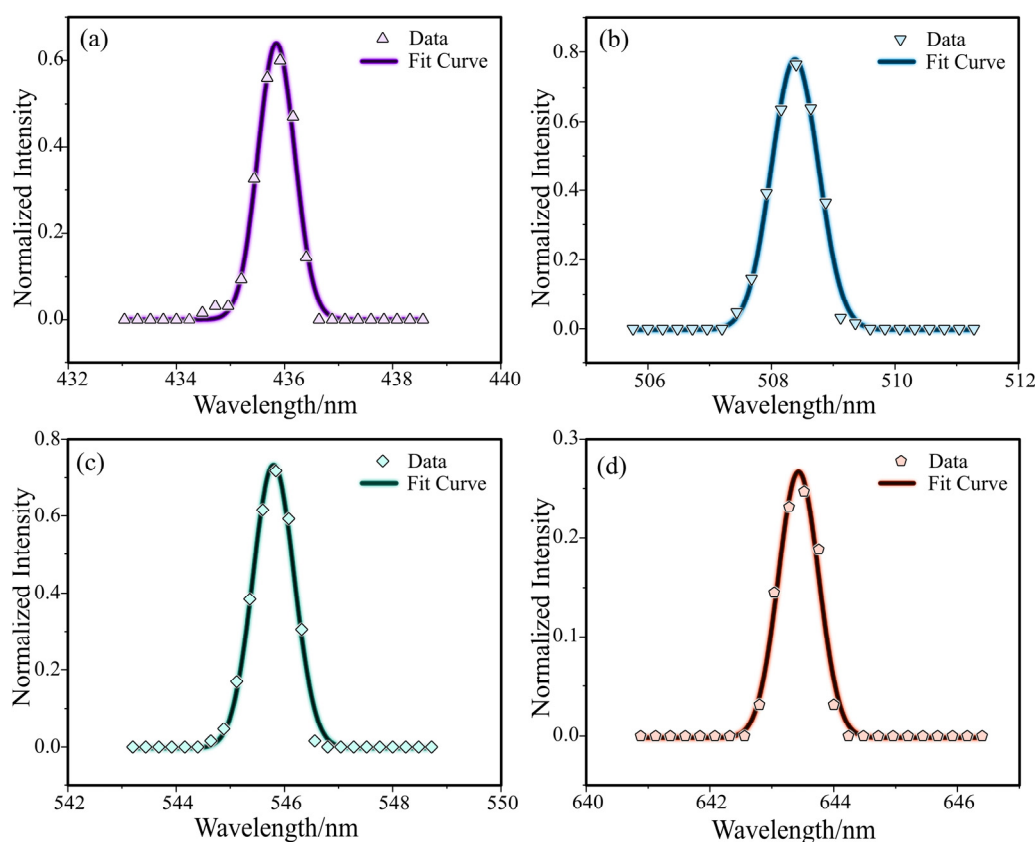 (a)
Data
Fit Curve
0.6
0.4
0.2
0.0
Normalized Intensity
432 434 436 438 440
Wavelength/nm
(b)
Data
Fit Curve
0.8
0.6
0.4
0.2
0.0
Normalized Intensity
506 508 510 512
Wavelength/nm
(c)
Data
Fit Curve
0.8
0.6
0.4
0.2
0.0
Normalized Intensity
542 544 546 548 550
Wavelength/nm
(d)
Data
Fit Curve
0.3
0.2
0.1
0.0
Normalized Intensity
640 642 644 646
Wavelength/nm